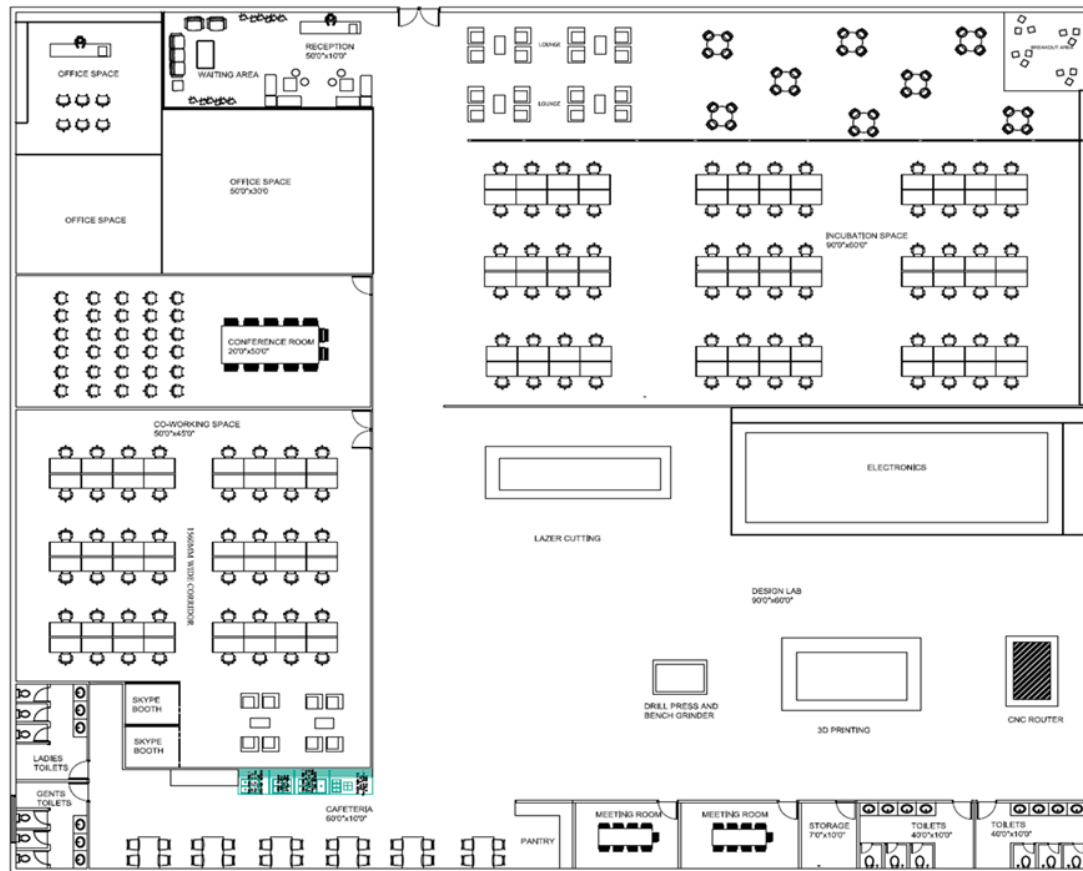 RECEPTION
50'0"x10'0"
WAITING AREA
OFFICE SPACE
LOUNGE
LOUNGE
BREAKOUT AREA
OFFICE SPACE
50'0"x30'0
OFFICE SPACE
INCUBATION SPACE
90'0"x60'0"
CONFERENCE ROOM
20'0"x50'0"
CO-WORKING SPACE
50'0"x45'0"
1560MM WIDE CORRIDOR
ELECTRONICS
LAZER CUTTING
DESIGN LAB
90'0"x60'0"
SKYPE
BOOTH
SKYPE
BOOTH
DRILL PRESS AND
BENCH GRINDER
3D PRINTING
CNC ROUTER
LADIES
TOILETS
GENTS
TOILETS
CAFETERIA
60'0"x10'0"
PANTRY
MEETING ROOM
MEETING ROOM
STORAGE
7'0"x10'0"
TOILETS
40'0"x10'0"
TOILETS
40'0"x10'0"